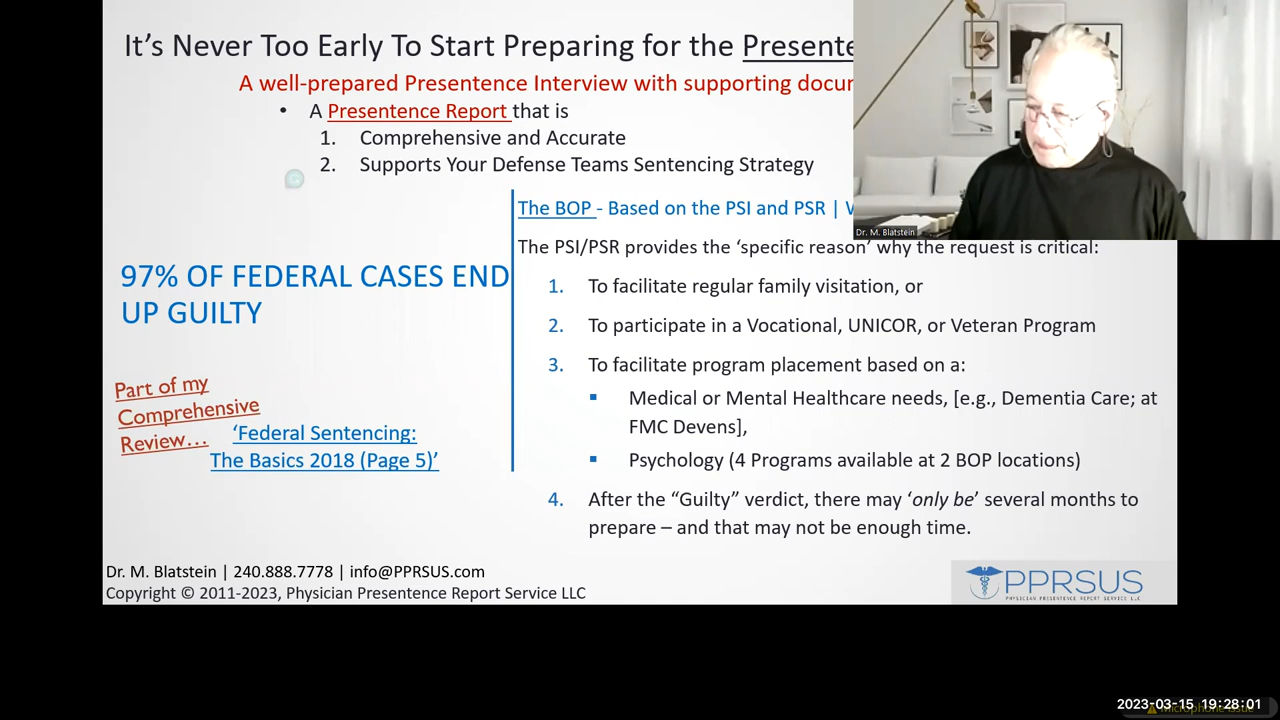 It's Never Too Early To Start Preparing for the Presente
A well-prepared Presentence Interview with supporting docu
• A Presentence Report that is
1. Comprehensive and Accurate
2. Supports Your Defense Teams Sentencing Strategy
The BOP - Based on the PSI and PSR |
Dr. M. Blatstein
The PSI/PSR provides the 'specific reason' why the request is critical:
97% OF FEDERAL CASES END
UP GUILTY
1. To facilitate regular family visitation, or
2. To participate in a Vocational, UNICOR, or Veteran Program
3. To facilitate program placement based on a:
▪ Medical or Mental Healthcare needs, [e.g., Dementia Care; at
FMC Devens],
▪ Psychology (4 Programs available at 2 BOP locations)
4. After the "Guilty" verdict, there may 'only be' several months to
prepare – and that may not be enough time.
Part of my
Comprehensive
Review...
'Federal Sentencing:
The Basics 2018 (Page 5)'
Dr. M. Blatstein | 240.888.7778 | info@PPRSUS.com
Copyright © 2011-2023, Physician Presentence Report Service LLC
PPRSUS
PHYSICIAN PRESENTENCE REPORT SERVICE LLC
2023-03-15 19:28:01